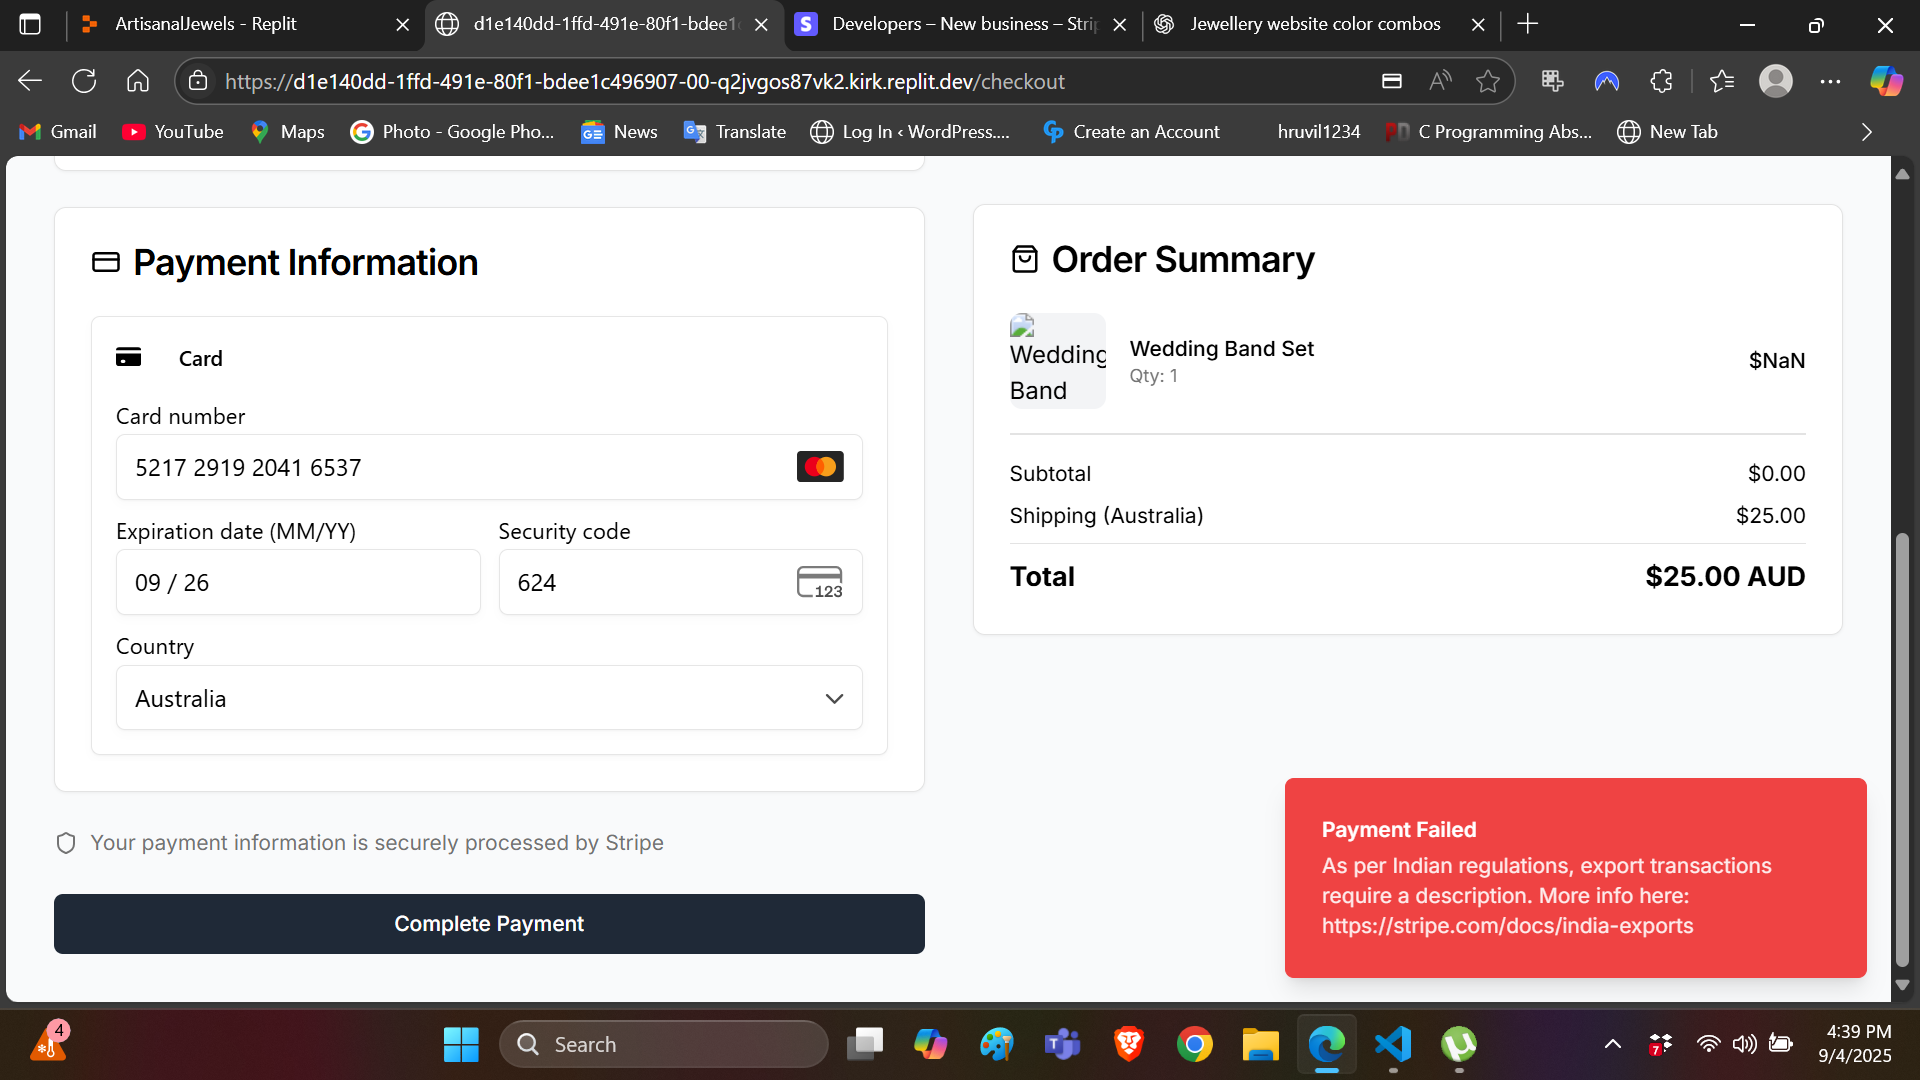 ArtisanalJewels - Replit
d1e140dd-1ffd-491e-80f1-bdee1c
Developers – New business – Strip
Jewellery website color combos
https://d1e140dd-1ffd-491e-80f1-bdee1c496907-00-q2jvgos87vk2.kirk.replit.dev/checkout
Gmail
YouTube
Maps
Photo - Google Pho...
News
Translate
Log In ‹ WordPress....
Create an Account
hruvil1234
C Programming Abs...
New Tab
Payment Information
Card
Card number
5217 2919 2041 6537
Expiration date (MM/YY)
Security code
09 / 26
624
123
Country
Australia
Your payment information is securely processed by Stripe
Complete Payment
Order Summary
Wedding
Band
Wedding Band Set
Qty: 1
$NaN
Subtotal
$0.00
Shipping (Australia)
$25.00
Total
$25.00 AUD
Payment Failed
As per Indian regulations, export transactions
require a description. More info here:
https://stripe.com/docs/india-exports
4
Search
7
4:39 PM
9/4/2025